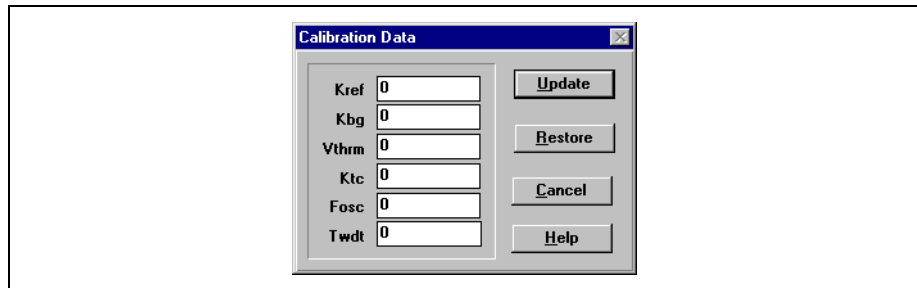 Calibration Data
Kref 0
Kbg 0
Vthrm 0
Ktc 0
Fosc 0
Twdt 0
Update
Restore
Cancel
Help